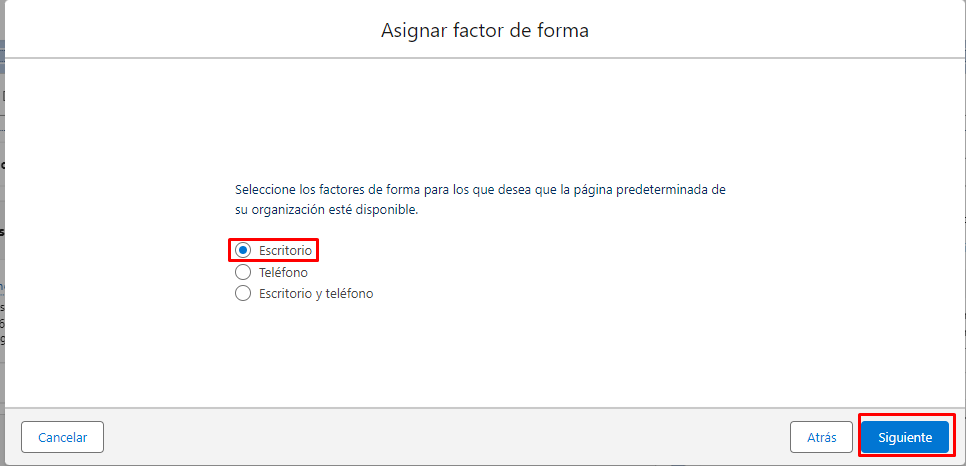 Asignar factor de forma
Seleccione los factores de forma para los que desea que la página predeterminada de
su organización esté disponible.
Escritorio
Teléfono
Escritorio y teléfono
Cancelar
Atrás
Siguiente